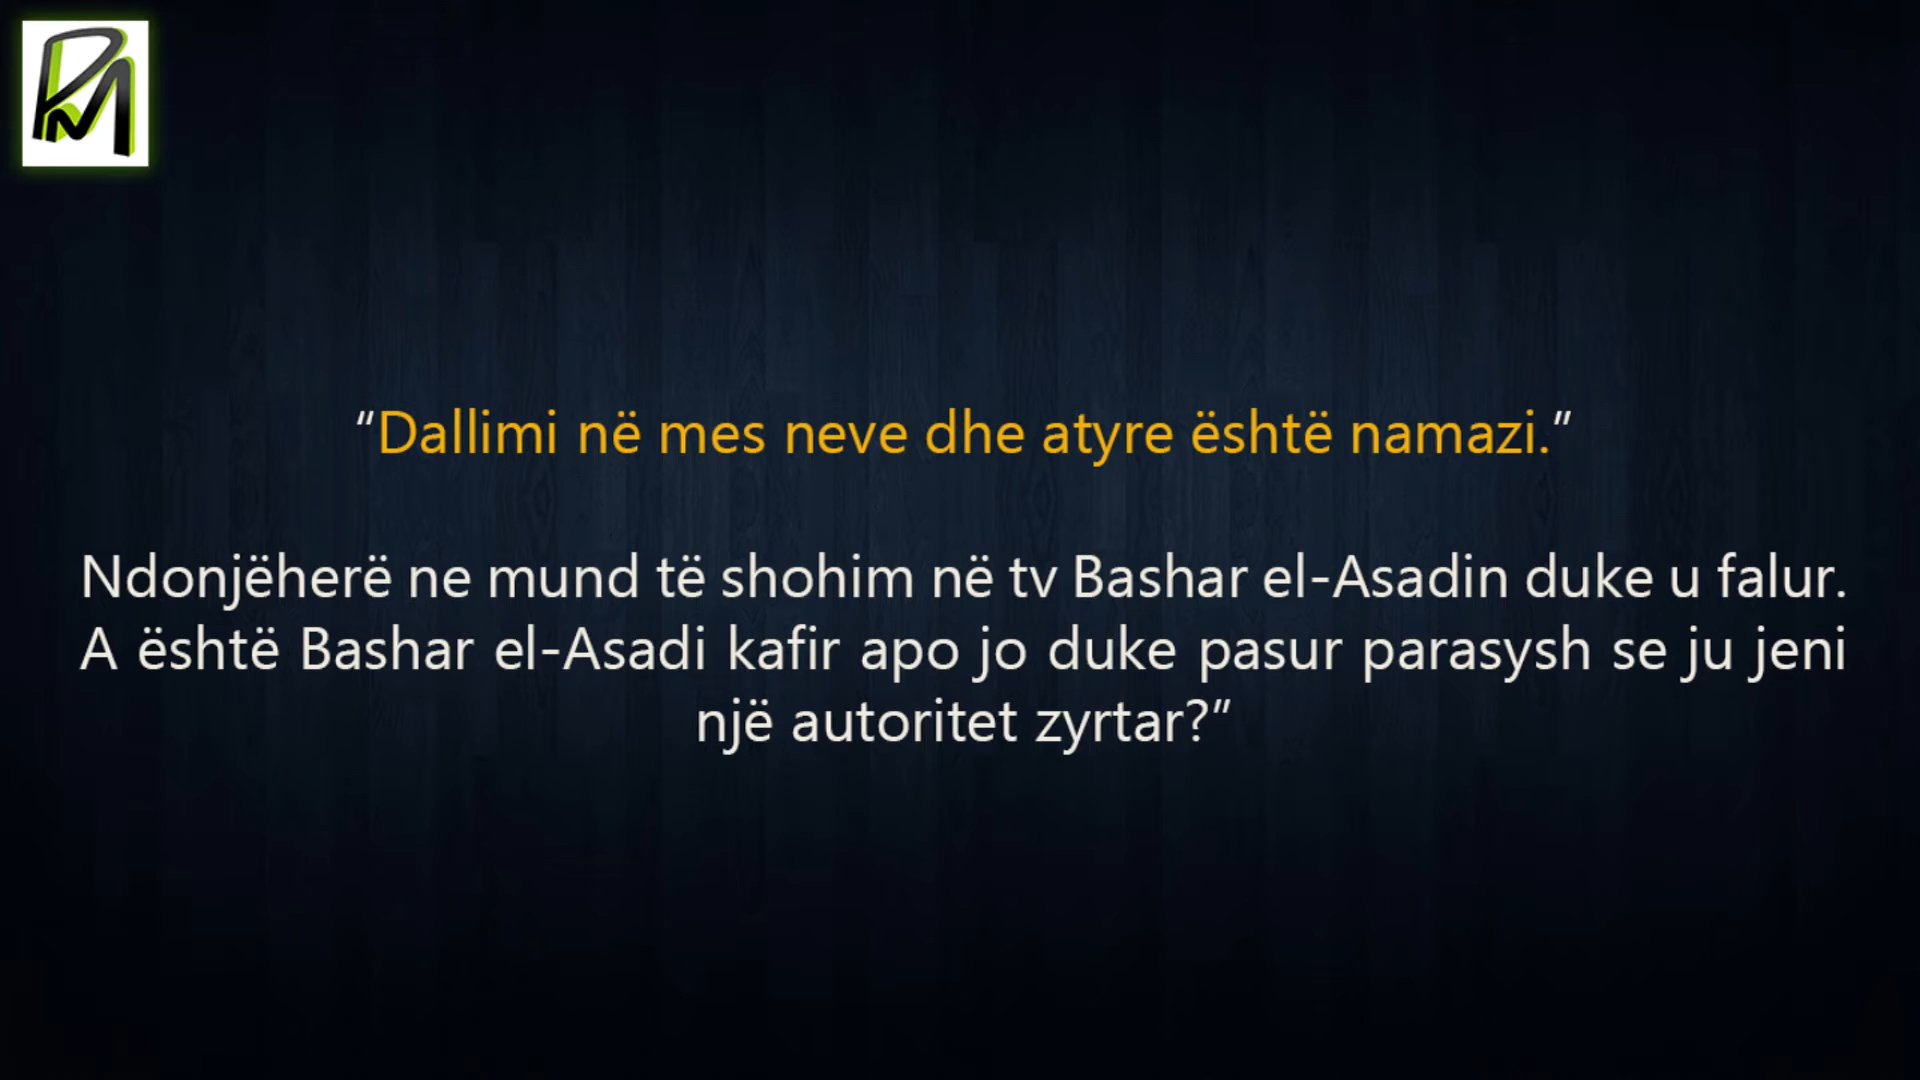 “Dallimi në mes neve dhe atyre është namazi.”
Ndonjëherë ne mund të shohim në tv Bashar el-Asadin duke u falur.
A është Bashar el-Asadi kafir apo jo duke pasur parasysh se ju jeni
një autoritet zyrtar?”